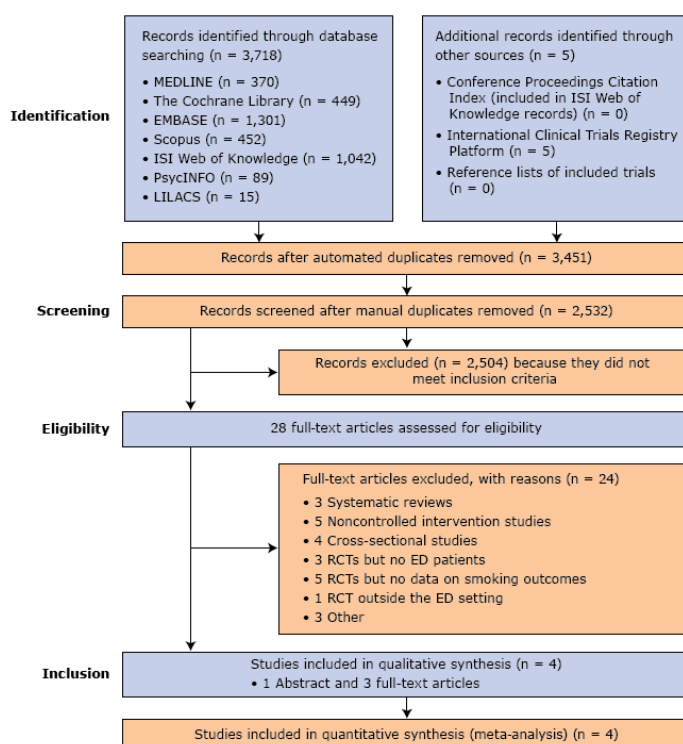 Records identified through database
searching (n = 3,718)
• MEDLINE (n = 370)
• The Cochrane Library (n = 449)
• EMBASE (n = 1,301)
• Scopus (n = 452)
• ISI Web of Knowledge (n = 1,042)
• PsycINFO (n = 89)
• LILACS (n = 15)
Additional records identified through
other sources (n = 5)
• Conference Proceedings Citation
Index (included in ISI Web of
Knowledge records) (n = 0)
• International Clinical Trials Registry
Platform (n = 5)
• Reference lists of included trials
(n = 0)
Identification
Records after automated duplicates removed (n = 3,451)
Screening
Records screened after manual duplicates removed (n = 2,532)
Records excluded (n = 2,504) because they did not
meet inclusion criteria
Eligibility
28 full-text articles assessed for eligibility
Full-text articles excluded, with reasons (n = 24)
• 3 Systematic reviews
• 5 Noncontrolled intervention studies
• 4 Cross-sectional studies
• 3 RCTs but no ED patients
• 5 RCTs but no data on smoking outcomes
• 1 RCT outside the ED setting
• 3 Other
Inclusion
Studies included in qualitative synthesis (n = 4)
• 1 Abstract and 3 full-text articles
Studies included in quantitative synthesis (meta-analysis) (n = 4)